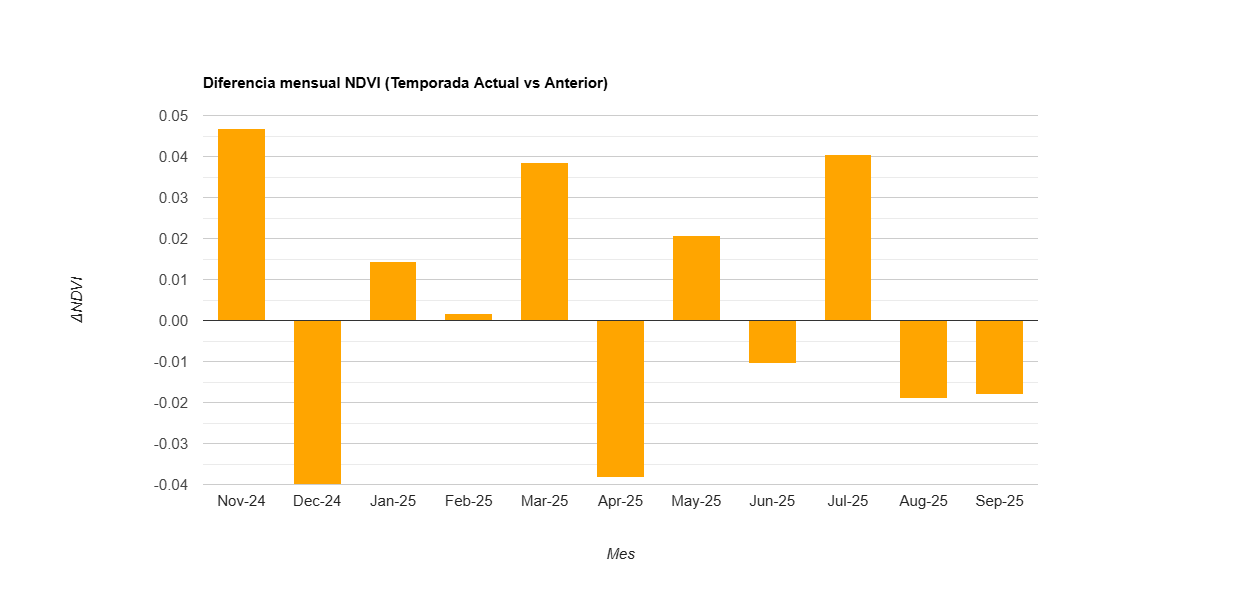 Diferencia mensual NDVI (Temporada Actual vs Anterior)
0.05
0.04
0.03
0.02
0.01
0.00
-0.01
-0.02
-0.03
-0.04
ΔNDVI
Nov-24 Dec-24 Jan-25 Feb-25 Mar-25 Apr-25 May-25 Jun-25 Jul-25 Aug-25 Sep-25
Mes